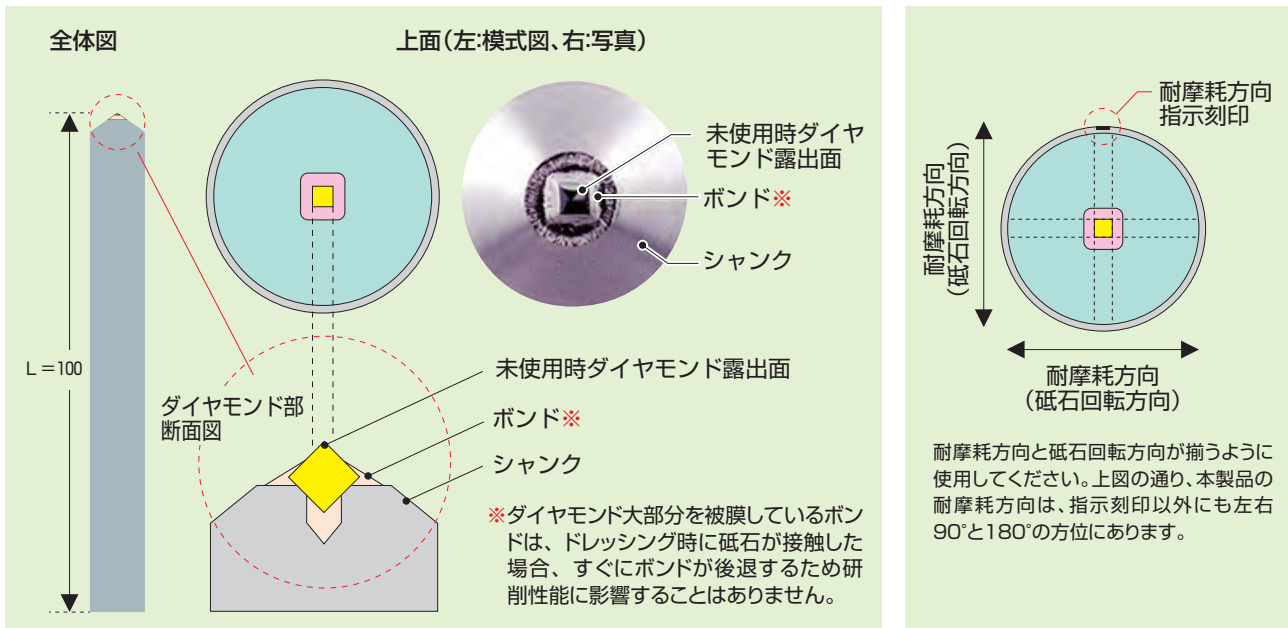 全体図
上面(左:模式図、右:写真)
未使用時ダイヤ
モンド露出面
ボンド※
シャンク
L=100
ダイヤモンド部
断面図
未使用時ダイヤモンド露出面
ボンド※
シャンク
※ダイヤモンド大部分を被膜しているボン
ドは、ドレッシング時に砥石が接触した
場合、すぐにボンドが後退するため研
削性能に影響することはありません。
耐摩耗方向
指示刻印
耐摩耗方向
(砥石回転方向)
耐摩耗方向
(砥石回転方向)
耐摩耗方向と砥石回転方向が揃うように
使用してください。上図の通り、本製品の
耐摩耗方向は、指示刻印以外にも左右
90°と180°の方位にあります。